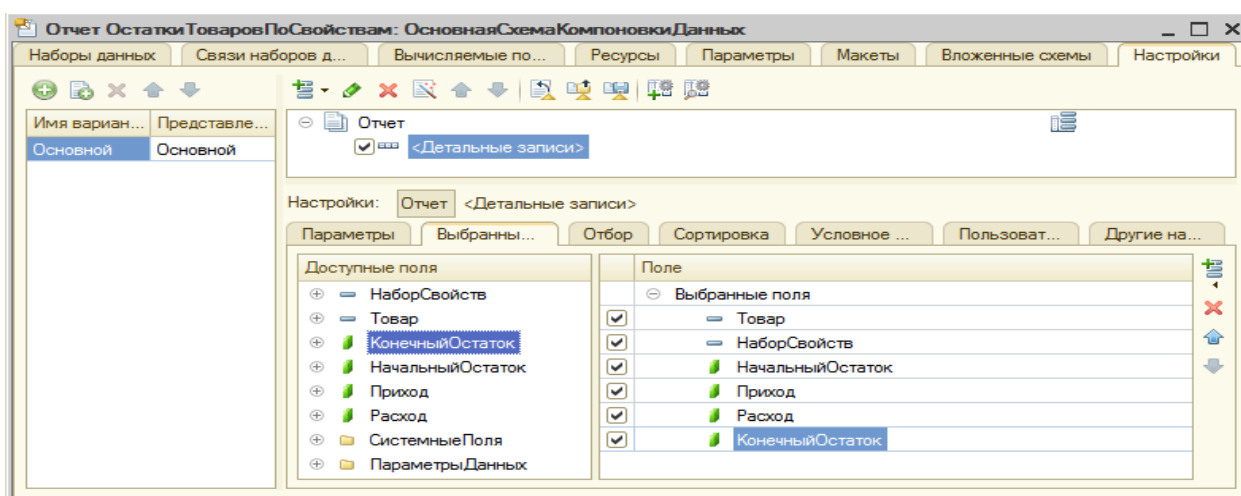 Отчет ОстаткиТоваровПоСвойствам: ОсновнаяСхемаКомпоновкиДанных
Наборы данных Связи наборов д... Вычисляемые по... Ресурсы Параметры Макеты Вложенные схемы Настройки
Имя вариан... Представле...
Основной Основной
Отчет
<Детальные записи>
Настройки: Отчет <Детальные записи>
Параметры Выбранны... Отбор Сортировка Условное ... Пользоват... Другие на...
Доступные поля Поле
НаборСвойств Выбранные поля
Товар Товар
КонечныйОстаток НаборСвойств
НачальныйОстаток НачальныйОстаток
Приход Приход
Расход Расход
СистемныеПоля КонечныйОстаток
ПараметрыДанных